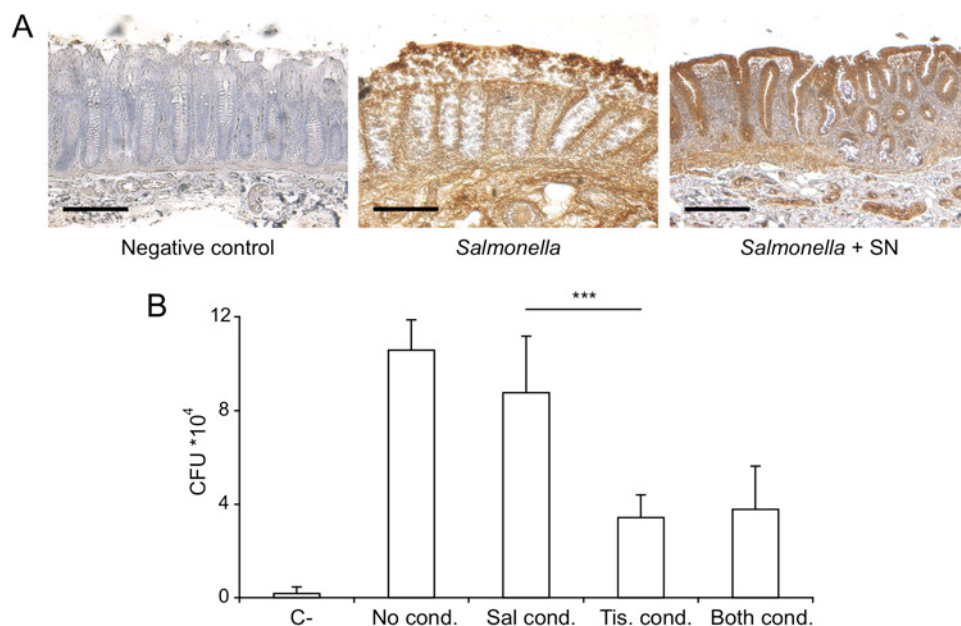 A
Negative control
Salmonella
Salmonella + SN
B
***
12
8
4
0
CFU *10⁴
C-
No cond.
Sal cond.
Tis. cond.
Both cond.